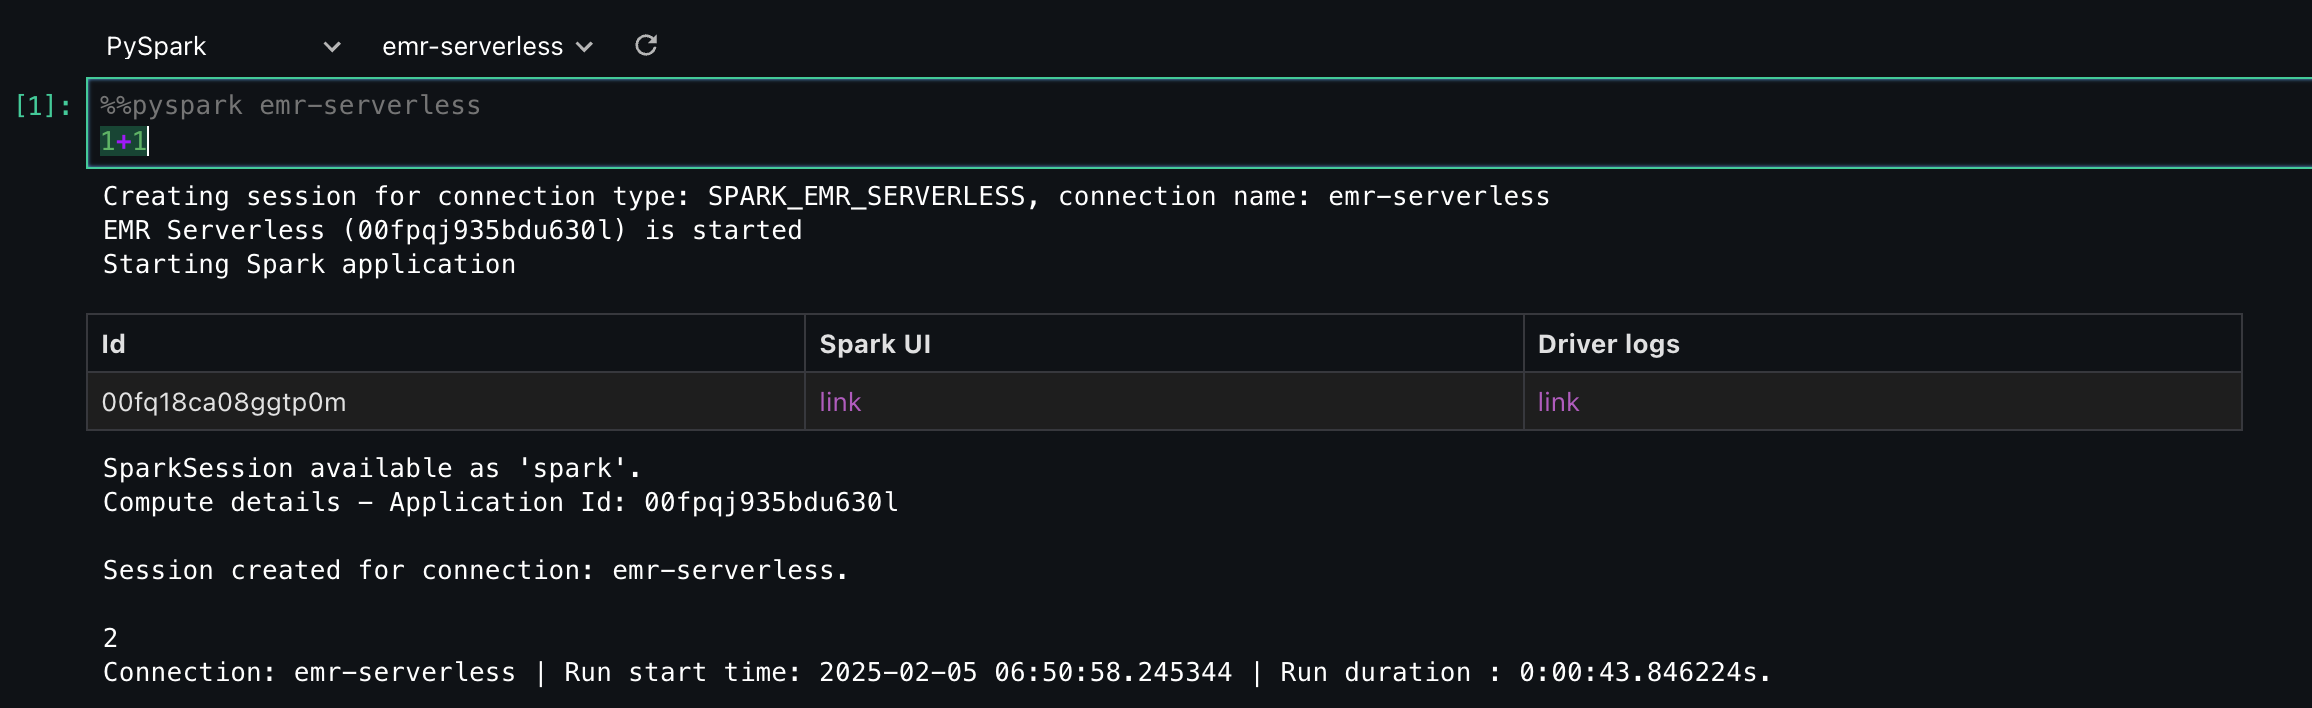 PySpark emr-serverless
[1]: %%pyspark emr-serverless
1+1
Creating session for connection type: SPARK_EMR_SERVERLESS, connection name: emr-serverless
EMR Serverless (00fpqj935bdu630l) is started
Starting Spark application
Id Spark UI Driver logs
00fq18ca08ggtp0m link link
SparkSession available as 'spark'.
Compute details - Application Id: 00fpqj935bdu630l
Session created for connection: emr-serverless.
2
Connection: emr-serverless | Run start time: 2025-02-05 06:50:58.245344 | Run duration : 0:00:43.846224s.